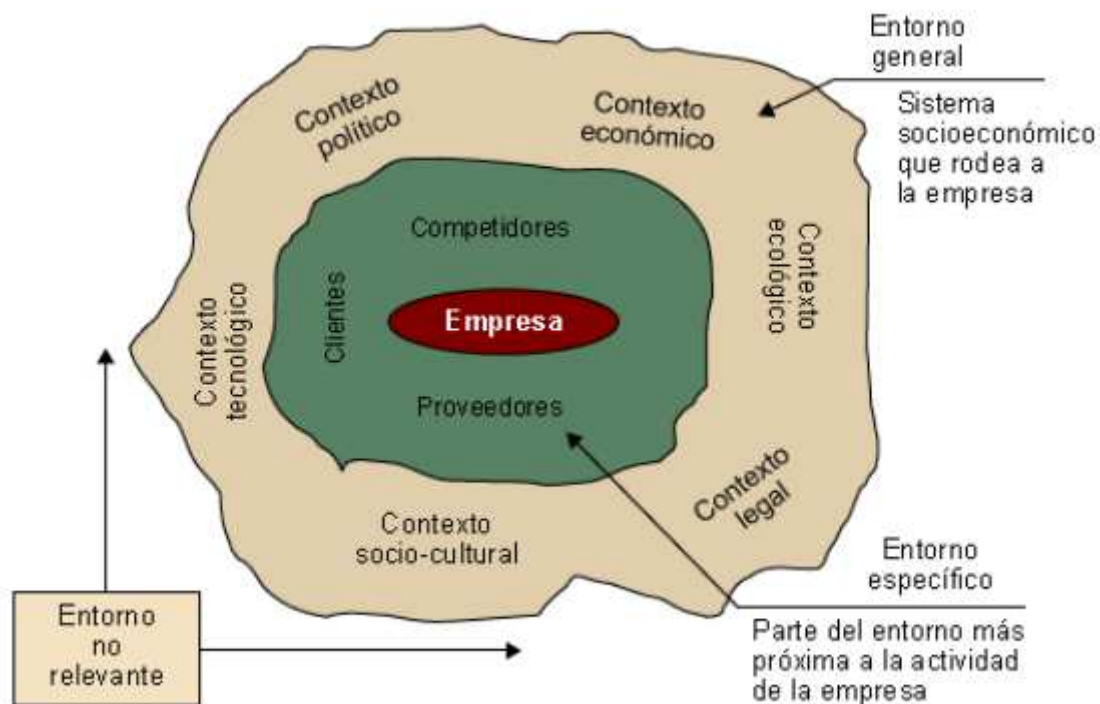 Entorno
general
Sistema
socioeconómico
que rodea a
la empresa
Contexto
político
Contexto
económico
Contexto
ecológico
Contexto
tecnológico
Competidores
Clientes
Empresa
Proveedores
Contexto
legal
Contexto
socio-cultural
Entorno
específico
Parte del entorno más
próxima a la actividad
de la empresa
Entorno
no
relevante